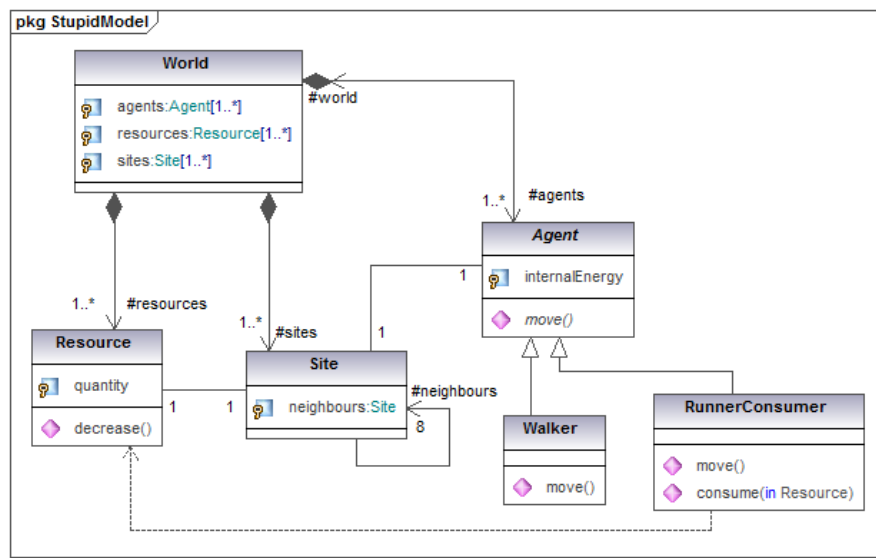 pkg StupidModel
World
agents:Agent[1..*]
resources:Resource[1..*]
sites:Site[1..*]
#world
1..*
#agents
Agent
internalEnergy
move()
1..*
#resources
1..*
#sites
1
1
Resource
quantity
decrease()
1
1
Site
neighbours:Site
#neighbours
8
Walker
move()
RunnerConsumer
move()
consume(in Resource)